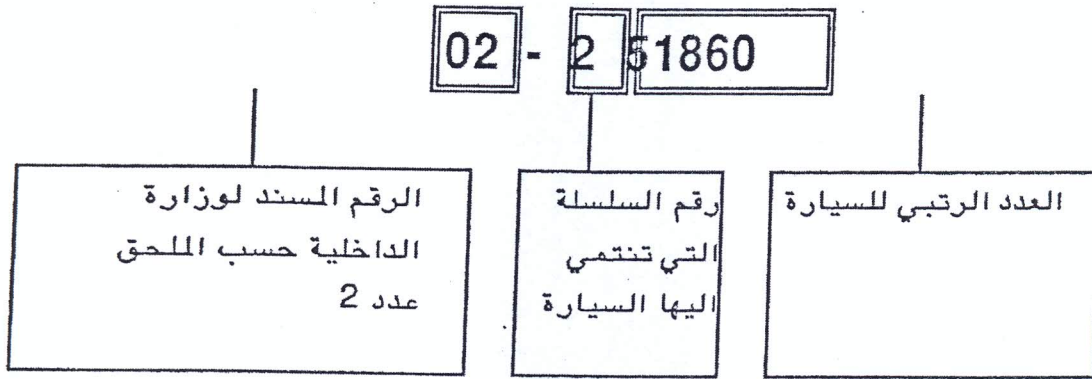 02 - 2 51860
العدد الرتبي للسيارة
رقم السلسلة
التي تنتمي
اليها السيارة
الرقم المسند لوزارة
الداخلية حسب الملحق
عدد 2